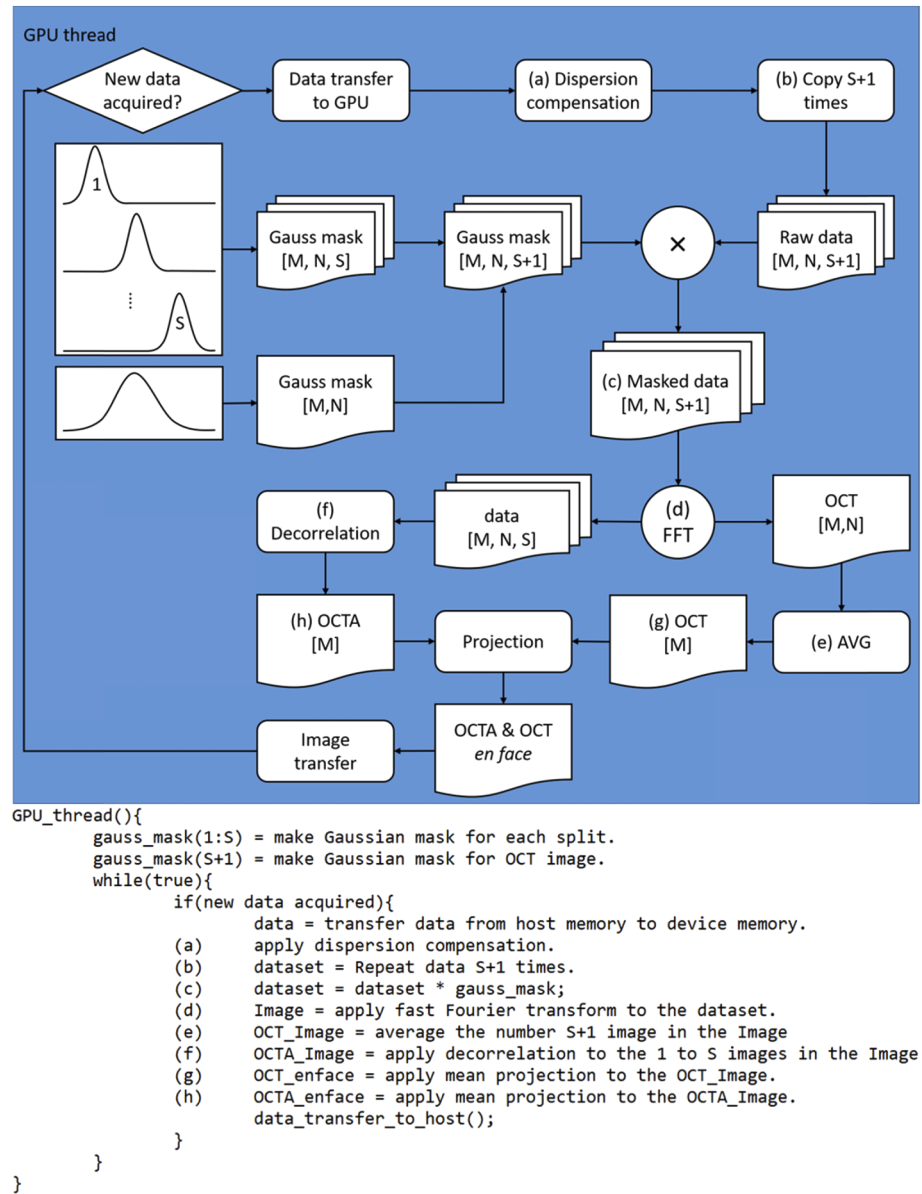 GPU thread
New data
acquired?
Data transfer
to GPU
(a) Dispersion
compensation
(b) Copy S+1
times
1
S
Gauss mask
[M, N, S]
Gauss mask
[M, N, S+1]
×
Raw data
[M, N, S+1]
Gauss mask
[M,N]
(c) Masked data
[M, N, S+1]
(f)
Decorrelation
data
[M, N, S]
(d)
FFT
OCT
[M,N]
(h) OCTA
[M]
Projection
(g) OCT
[M]
(e) AVG
Image
transfer
OCTA & OCT
en face
GPU_thread(){
gauss_mask(1:S) = make Gaussian mask for each split.
gauss_mask(S+1) = make Gaussian mask for OCT image.
while(true){
if(new data acquired){
data = transfer data from host memory to device memory.
(a) apply dispersion compensation.
(b) dataset = Repeat data S+1 times.
(c) dataset = dataset * gauss_mask;
(d) Image = apply fast Fourier transform to the dataset.
(e) OCT_Image = average the number S+1 image in the Image
(f) OCTA_Image = apply decorrelation to the 1 to S images in the Image
(g) OCT_enface = apply mean projection to the OCT_Image.
(h) OCTA_enface = apply mean projection to the OCTA_Image.
data_transfer_to_host();
}
}
}